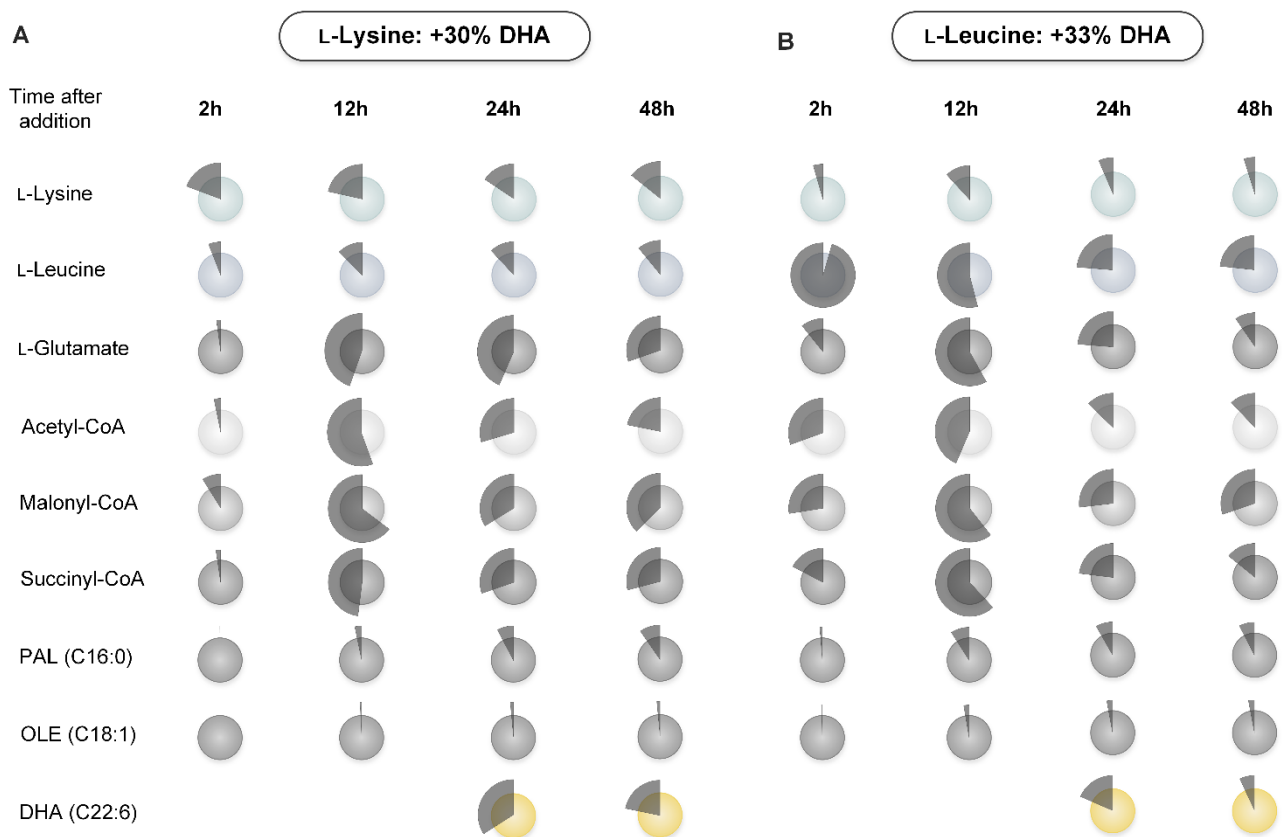 A
L-Lysine: +30% DHA
B
L-Leucine: +33% DHA
Time after
addition
2h 12h 24h 48h 2h 12h 24h 48h
L-Lysine
L-Leucine
L-Glutamate
Acetyl-CoA
Malonyl-CoA
Succinyl-CoA
PAL (C16:0)
OLE (C18:1)
DHA (C22:6)